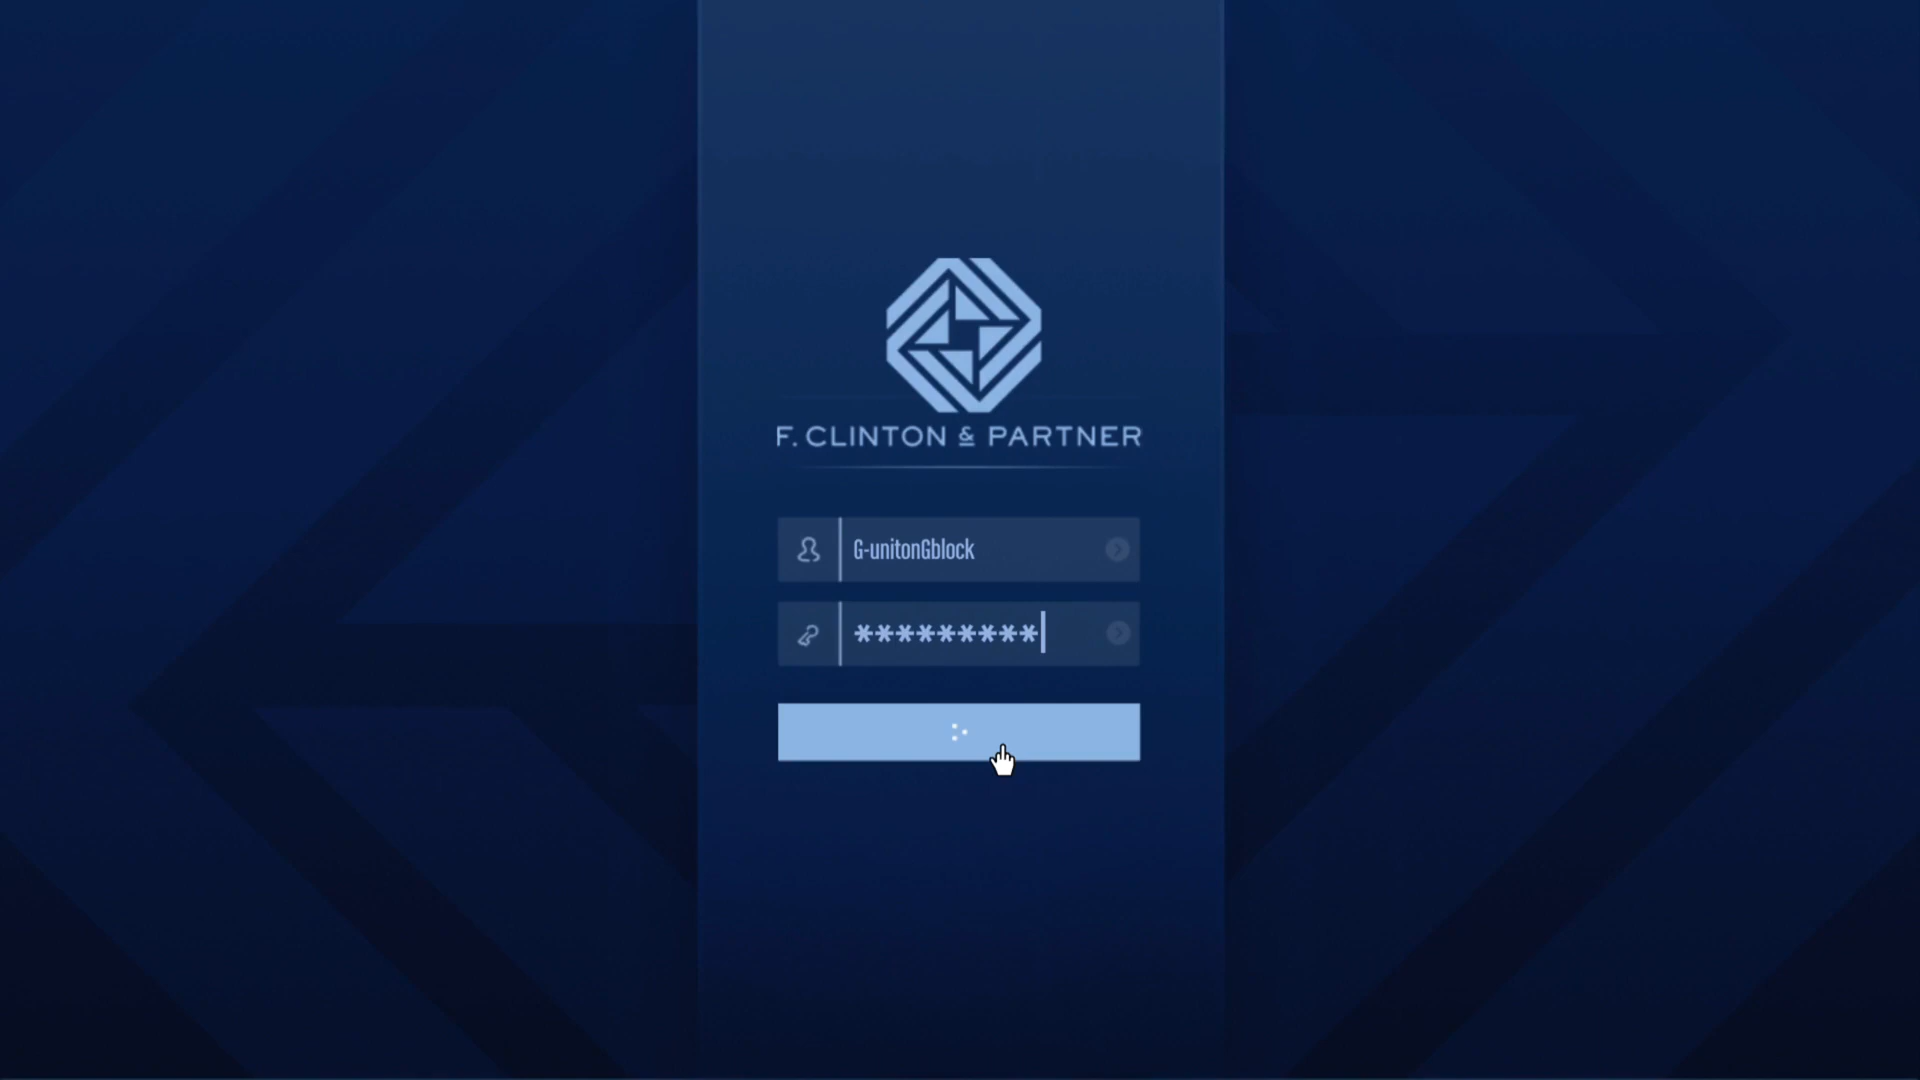 F. CLINTON & PARTNER
G-unitonGblock
*********